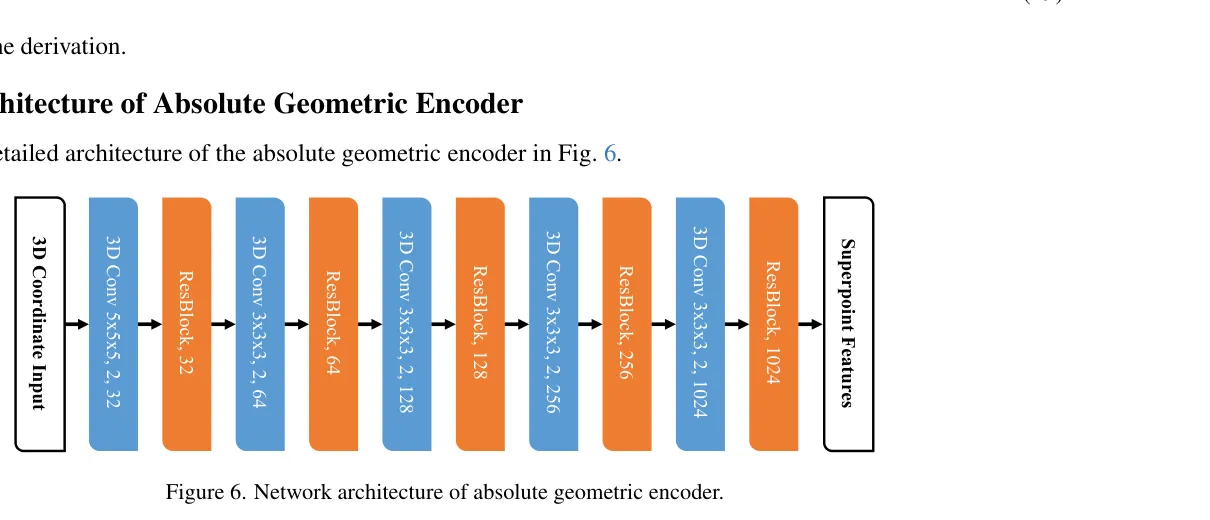 ne derivation.
hitecture of Absolute Geometric Encoder
etailed architecture of the absolute geometric encoder in Fig. 6.
3D Coordinate Input
3D Conv 5x5x5, 2, 32
ResBlock, 32
3D Conv 3x3x3, 2, 64
ResBlock, 64
3D Conv 3x3x3, 2, 128
ResBlock, 128
3D Conv 3x3x3, 2, 256
ResBlock, 256
3D Conv 3x3x3, 2, 1024
ResBlock, 1024
Superpoint Features
Figure 6. Network architecture of absolute geometric encoder.